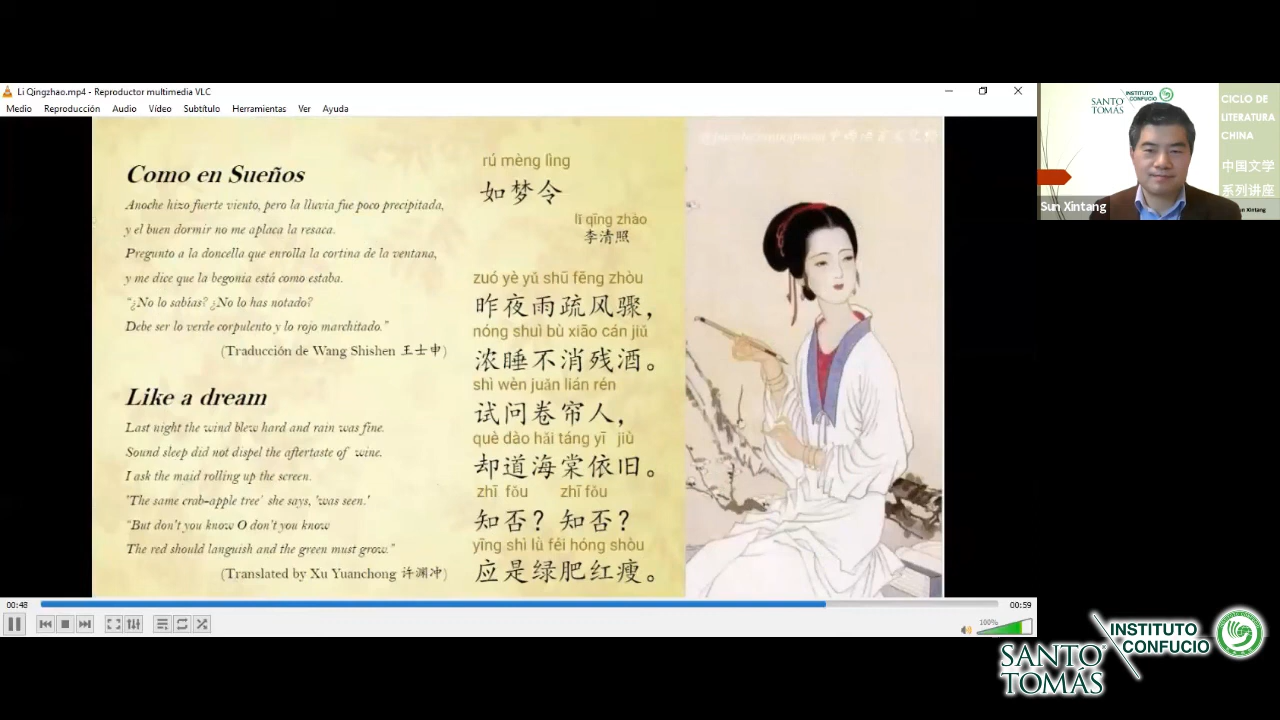 Li Qingzhao.mp4 - Reproductor multimedia VLC
Medio Reproducción Audio Vídeo Subtítulo Herramientas Ver Ayuda
Como en Sueños
Anoche hizo fuerte viento, pero la lluvia fue poco precipitada,
y el buen dormir no me aplaca la resaca.
Pregunto a la doncella que enrolla la cortina de la ventana,
y me dice que la begonia está como estaba.
"¿No lo sabías? ¿No lo has notado?
Debe ser lo verde corpulento y lo rojo marchitado."
(Traducción de Wang Shishen 王士申)
Like a dream
Last night the wind blew hard and rain was fine.
Sound sleep did not dispel the aftertaste of wine.
I ask the maid rolling up the screen.
'The same crab-apple tree' she says, 'was seen.'
"But don't you know O don't you know
The red should languish and the green must grow."
(Translated by Xu Yuanchong 许渊冲)
rú mèng lìng
如梦令
lǐ qīng zhào
李清照
zuó yè yǔ shū fēng zhòu
昨夜雨疏风骤，
nóng shuì bù xiāo cán jiǔ
浓睡不消残酒。
shì wèn juǎn lián rén
试问卷帘人，
què dào hǎi táng yī jiù
却道海棠依旧。
zhī fǒu zhī fǒu
知否？知否？
yīng shì lǜ féi hóng shòu
应是绿肥红瘦。
00:48
00:59
100%
SANTO TOMÁS
INSTITUTO CONFUCIO
CICLO DE
LITERATURA
CHINA
中国文学
系列讲座
Sun Xintang
Sun Xintang
INSTITUTO
CONFUCIO
SANTO
TOMÁS